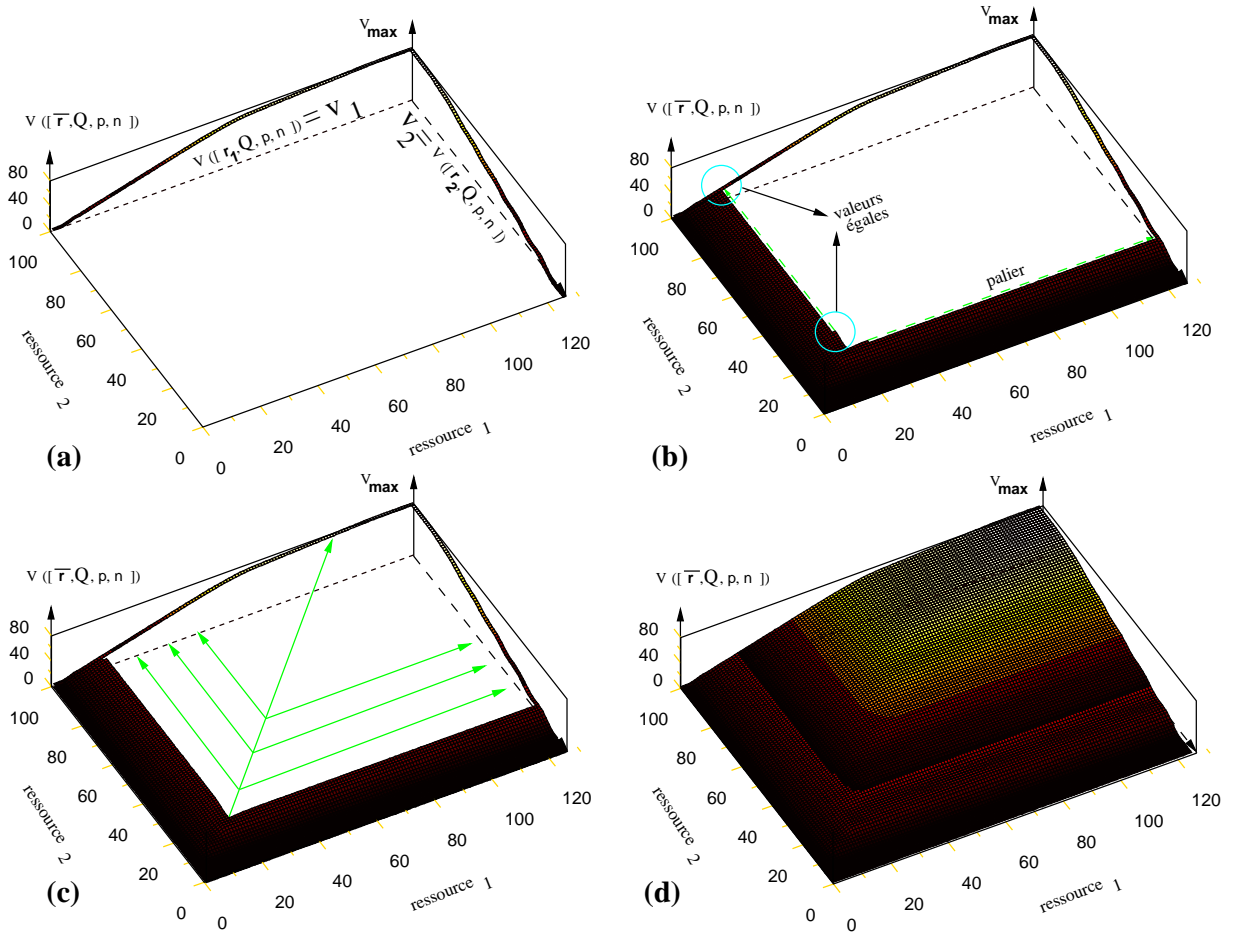 Vmax
V ([ r,Q, p, n ])
V ([ r1,Q, p, n ]) = V1
V2 = V ([ r2,Q, p, n ])
80
40
0
100
80
60
40
20
0
ressource 2
0
20
40
60
80
100
120
ressource 1
(a)
Vmax
V ([ r,Q, p, n ])
80
40
0
100
80
60
40
20
0
ressource 2
valeurs
égales
palier
0
20
40
60
80
100
120
ressource 1
(b)
Vmax
V ([ r,Q, p, n ])
80
40
0
100
80
60
40
20
0
ressource 2
0
20
40
60
80
100
120
ressource 1
(c)
Vmax
V ([ r,Q, p, n ])
80
40
0
100
80
60
40
20
0
ressource 2
0
20
40
60
80
100
120
ressource 1
(d)